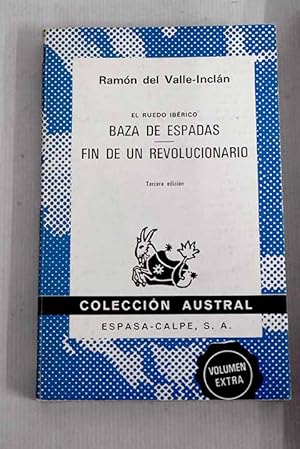 Ramón del Valle-Inclán
EL RUEDO IBÉRICO
BAZA DE ESPADAS
FIN DE UN REVOLUCIONARIO
Tercera edición
COLECCIÓN AUSTRAL
ESPASA-CALPE, S. A.
VOLUMEN
EXTRA